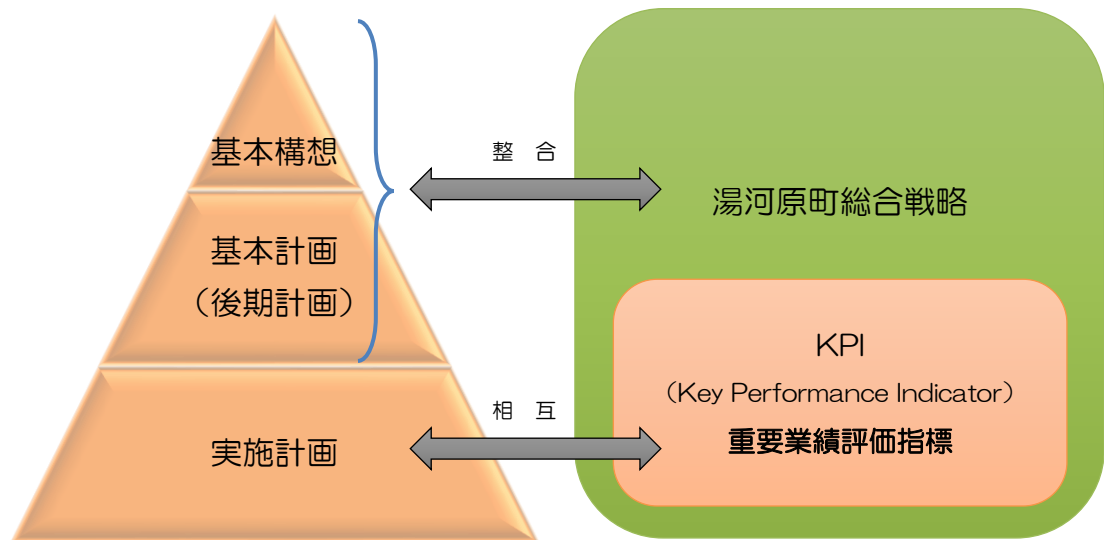 基本構想
基本計画
（後期計画）
実施計画
整 合
相 互
湯河原町総合戦略
KPI
（Key Performance Indicator）
重要業績評価指標